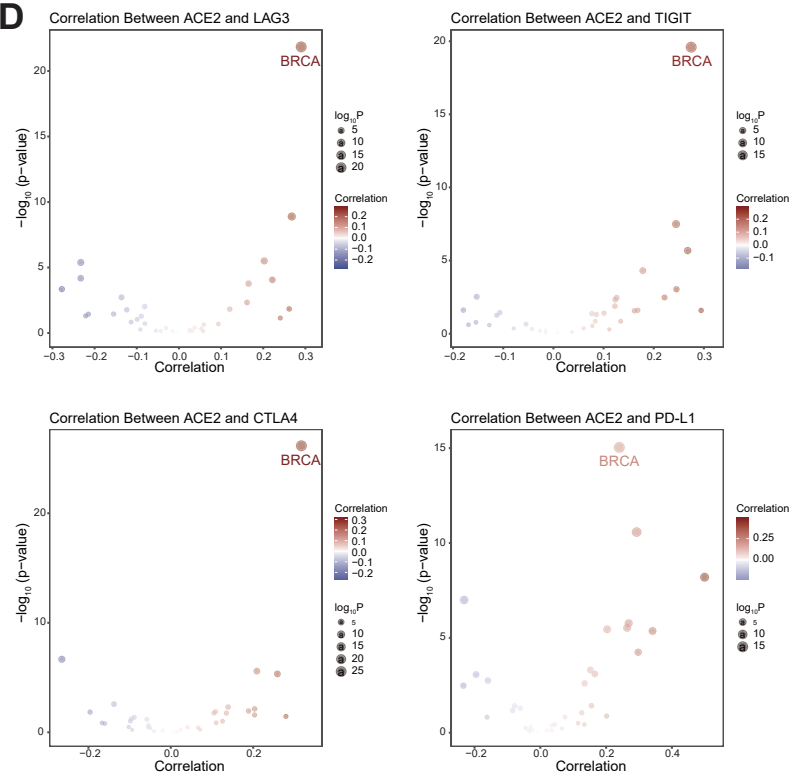 D
Correlation Between ACE2 and LAG3
BRCA
20
15
10
5
0
−log10 (p−value)
−0.3 −0.2 −0.1 0.0 0.1 0.2 0.3
Correlation
log10P
a 5
a 10
a 15
a 20
Correlation
0.2
0.1
0.0
−0.1
−0.2
Correlation Between ACE2 and TIGIT
BRCA
20
15
10
5
0
−log10 (p−value)
−0.2 −0.1 0.0 0.1 0.2 0.3
Correlation
log10P
a 5
a 10
a 15
Correlation
0.2
0.1
0.0
−0.1
Correlation Between ACE2 and CTLA4
BRCA
20
10
0
−log10 (p−value)
−0.2 0.0 0.2
Correlation
Correlation
0.3
0.2
0.1
0.0
−0.1
−0.2
log10P
a 5
a 10
a 15
a 20
a 25
Correlation Between ACE2 and PD-L1
BRCA
15
10
5
0
−log10 (p−value)
−0.2 0.0 0.2 0.4
Correlation
Correlation
0.25
0.00
log10P
a 5
a 10
a 15